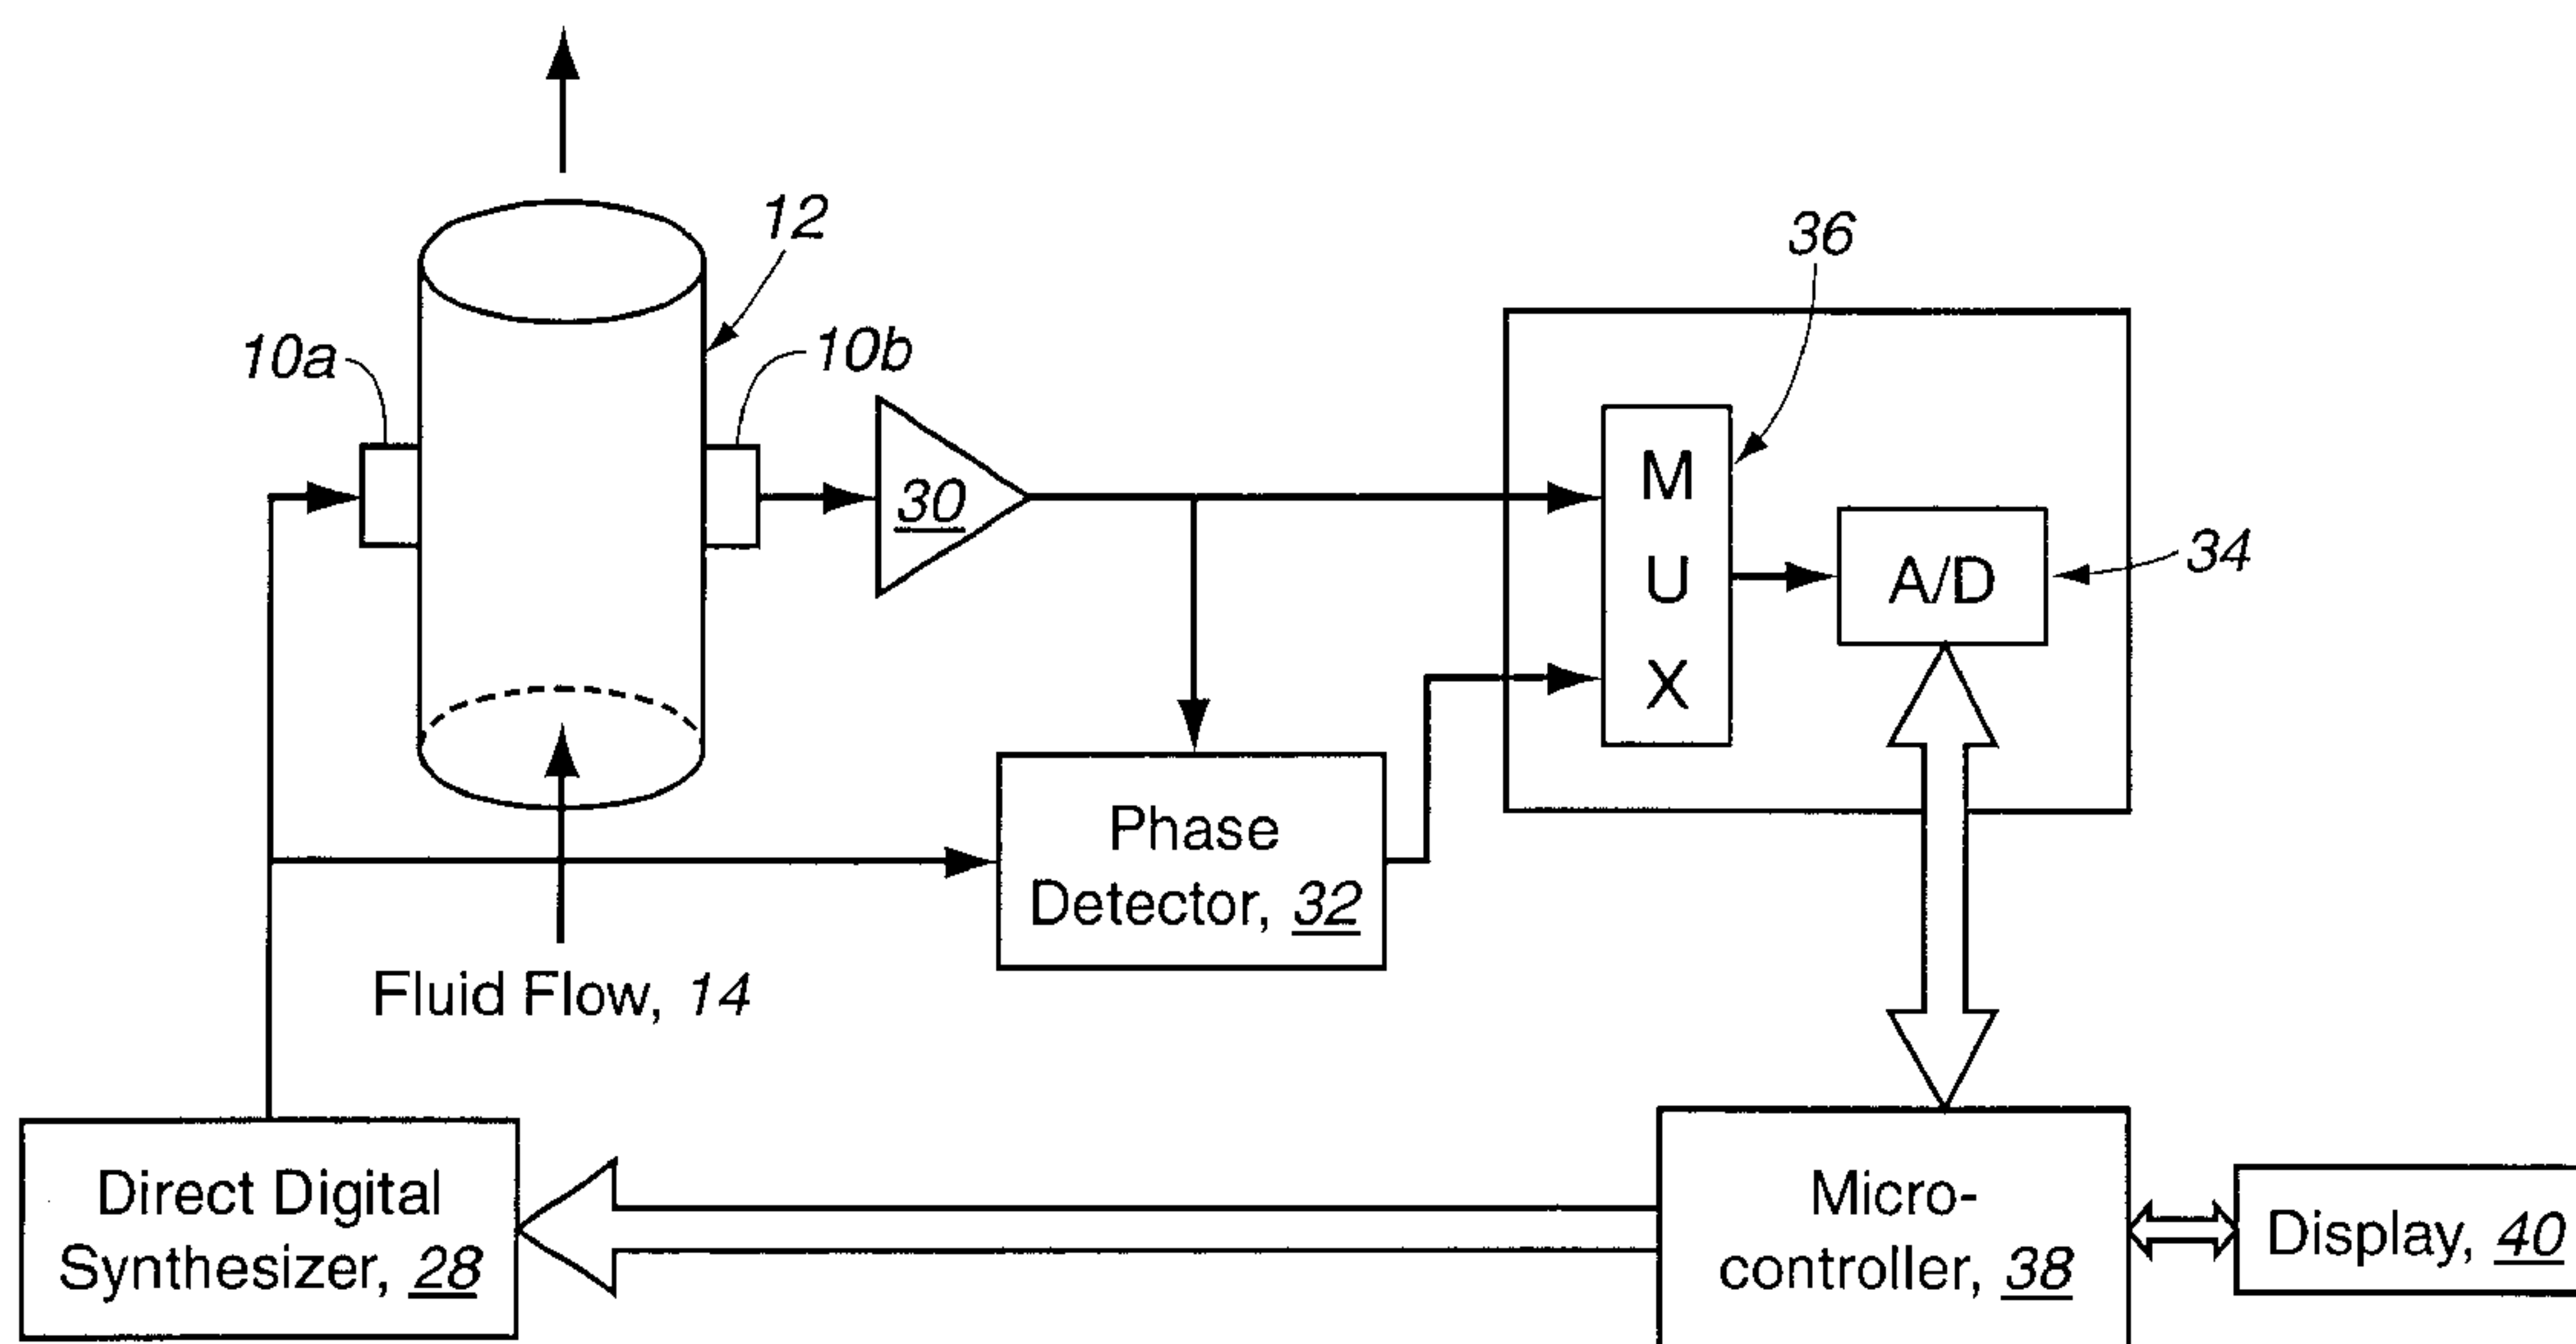 12
36
10a
10b
30
M
U
X
A/D
34
Phase
Detector, 32
Fluid Flow, 14
Direct Digital
Synthesizer, 28
Micro-
controller, 38
Display, 40